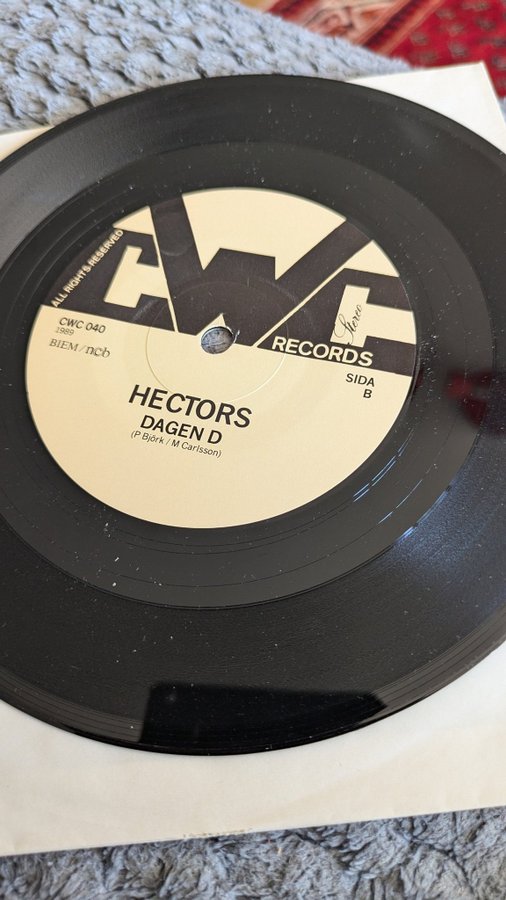 ALL RIGHTS RESERVED
CWC
Stereo
RECORDS
CWC 040
1989
BIEM/ncb
SIDA
B
HECTORS
DAGEN D
(P Björk / M Carlsson)